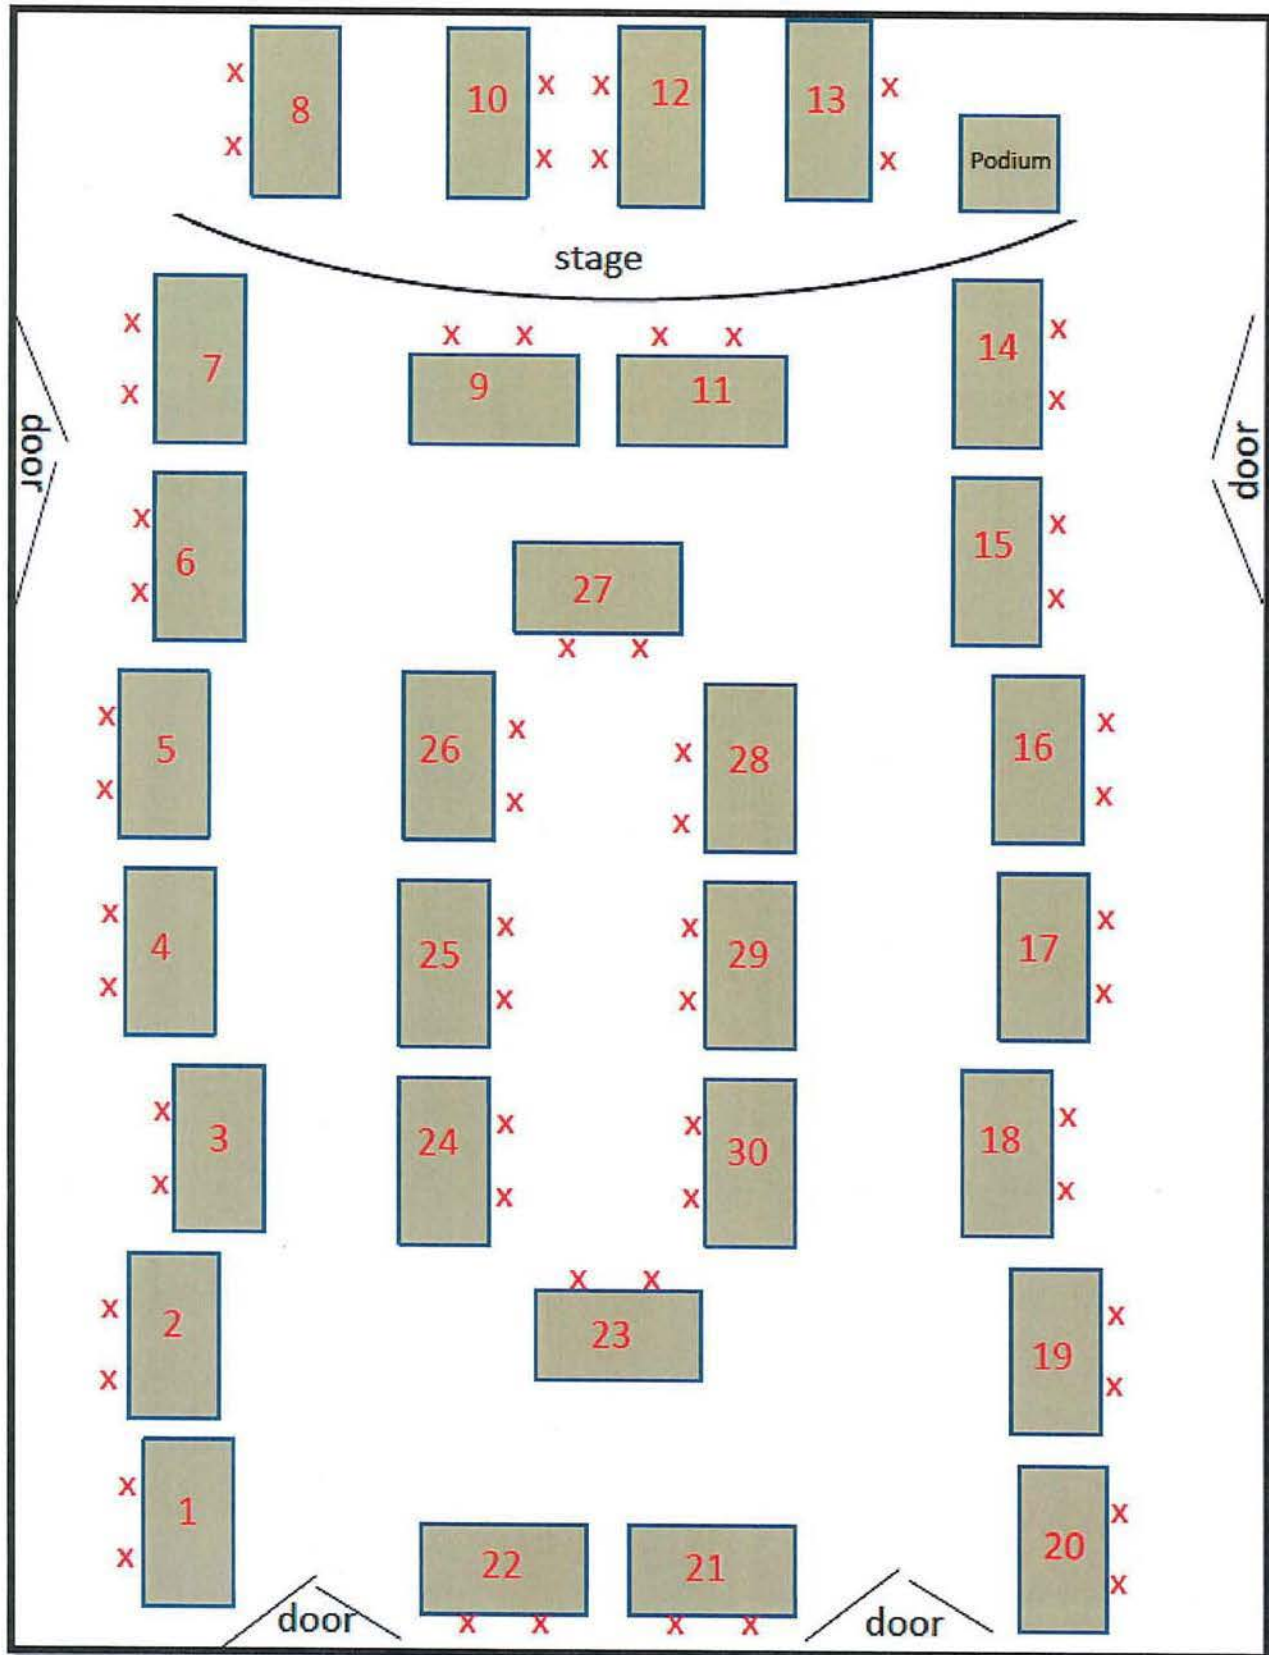 8 10 12 13
x x x x
x x x x
Podium
stage
7 9 11 14
x x x x x x
x x
door
door
6 27 15
x x
x x
x x
5 26 28 16
x x x x
x x x x
4 25 29 17
x x x x
x x x x
3 24 30 18
x x x x
x x x x
x x
2 23 19
x x
x x
1 22 21 20
x x
x x
x x x x
door door